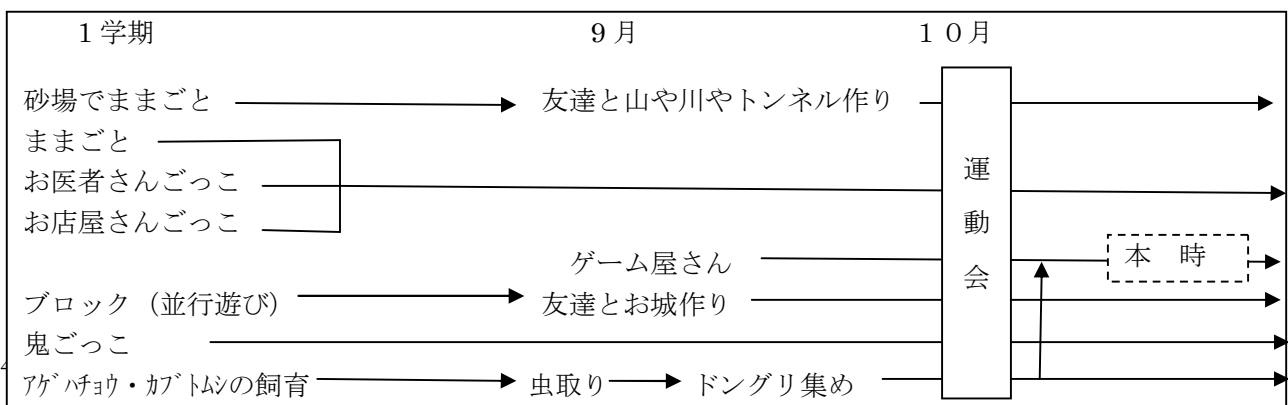 1学期 9月 10月
砂場でままごと 友達と山や川やトンネル作り
ままごと
お医者さんごっこ
お店屋さんごっこ
運動会
ゲーム屋さん 本 時
ブロック(並行遊び) 友達とお城作り
鬼ごっこ
ｱｹﾞﾊﾁｮｳ・ｶﾌﾞﾄﾑｼの飼育 虫取り ドングリ集め